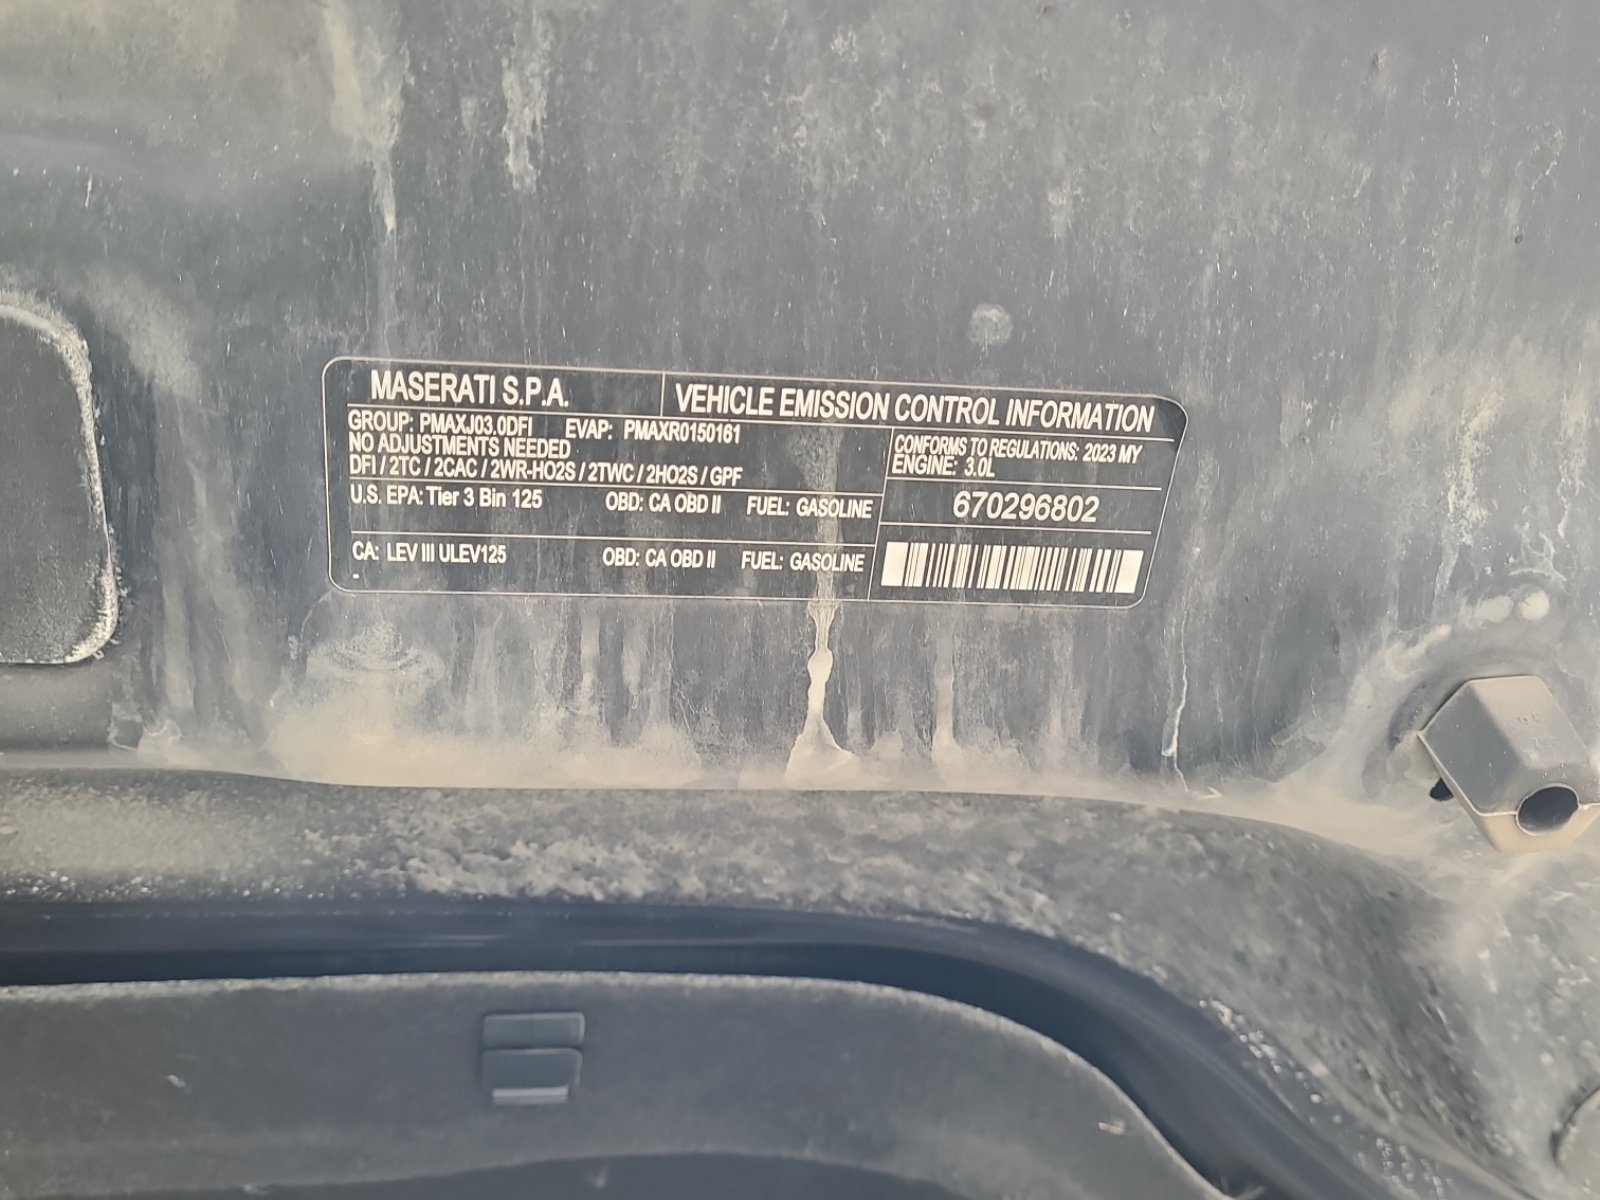 MASERATI S.P.A.
VEHICLE EMISSION CONTROL INFORMATION
GROUP: PMAXJ03.0DFI EVAP: PMAXR0150161
NO ADJUSTMENTS NEEDED
DFI / 2TC / 2CAC / 2WR-HO2S / 2TWC / 2HO2S / GPF
CONFORMS TO REGULATIONS: 2023 MY
ENGINE: 3.0L
U.S. EPA: Tier 3 Bin 125 OBD: CA OBD II FUEL: GASOLINE
670296802
CA: LEV III ULEV125 OBD: CA OBD II FUEL: GASOLINE
-